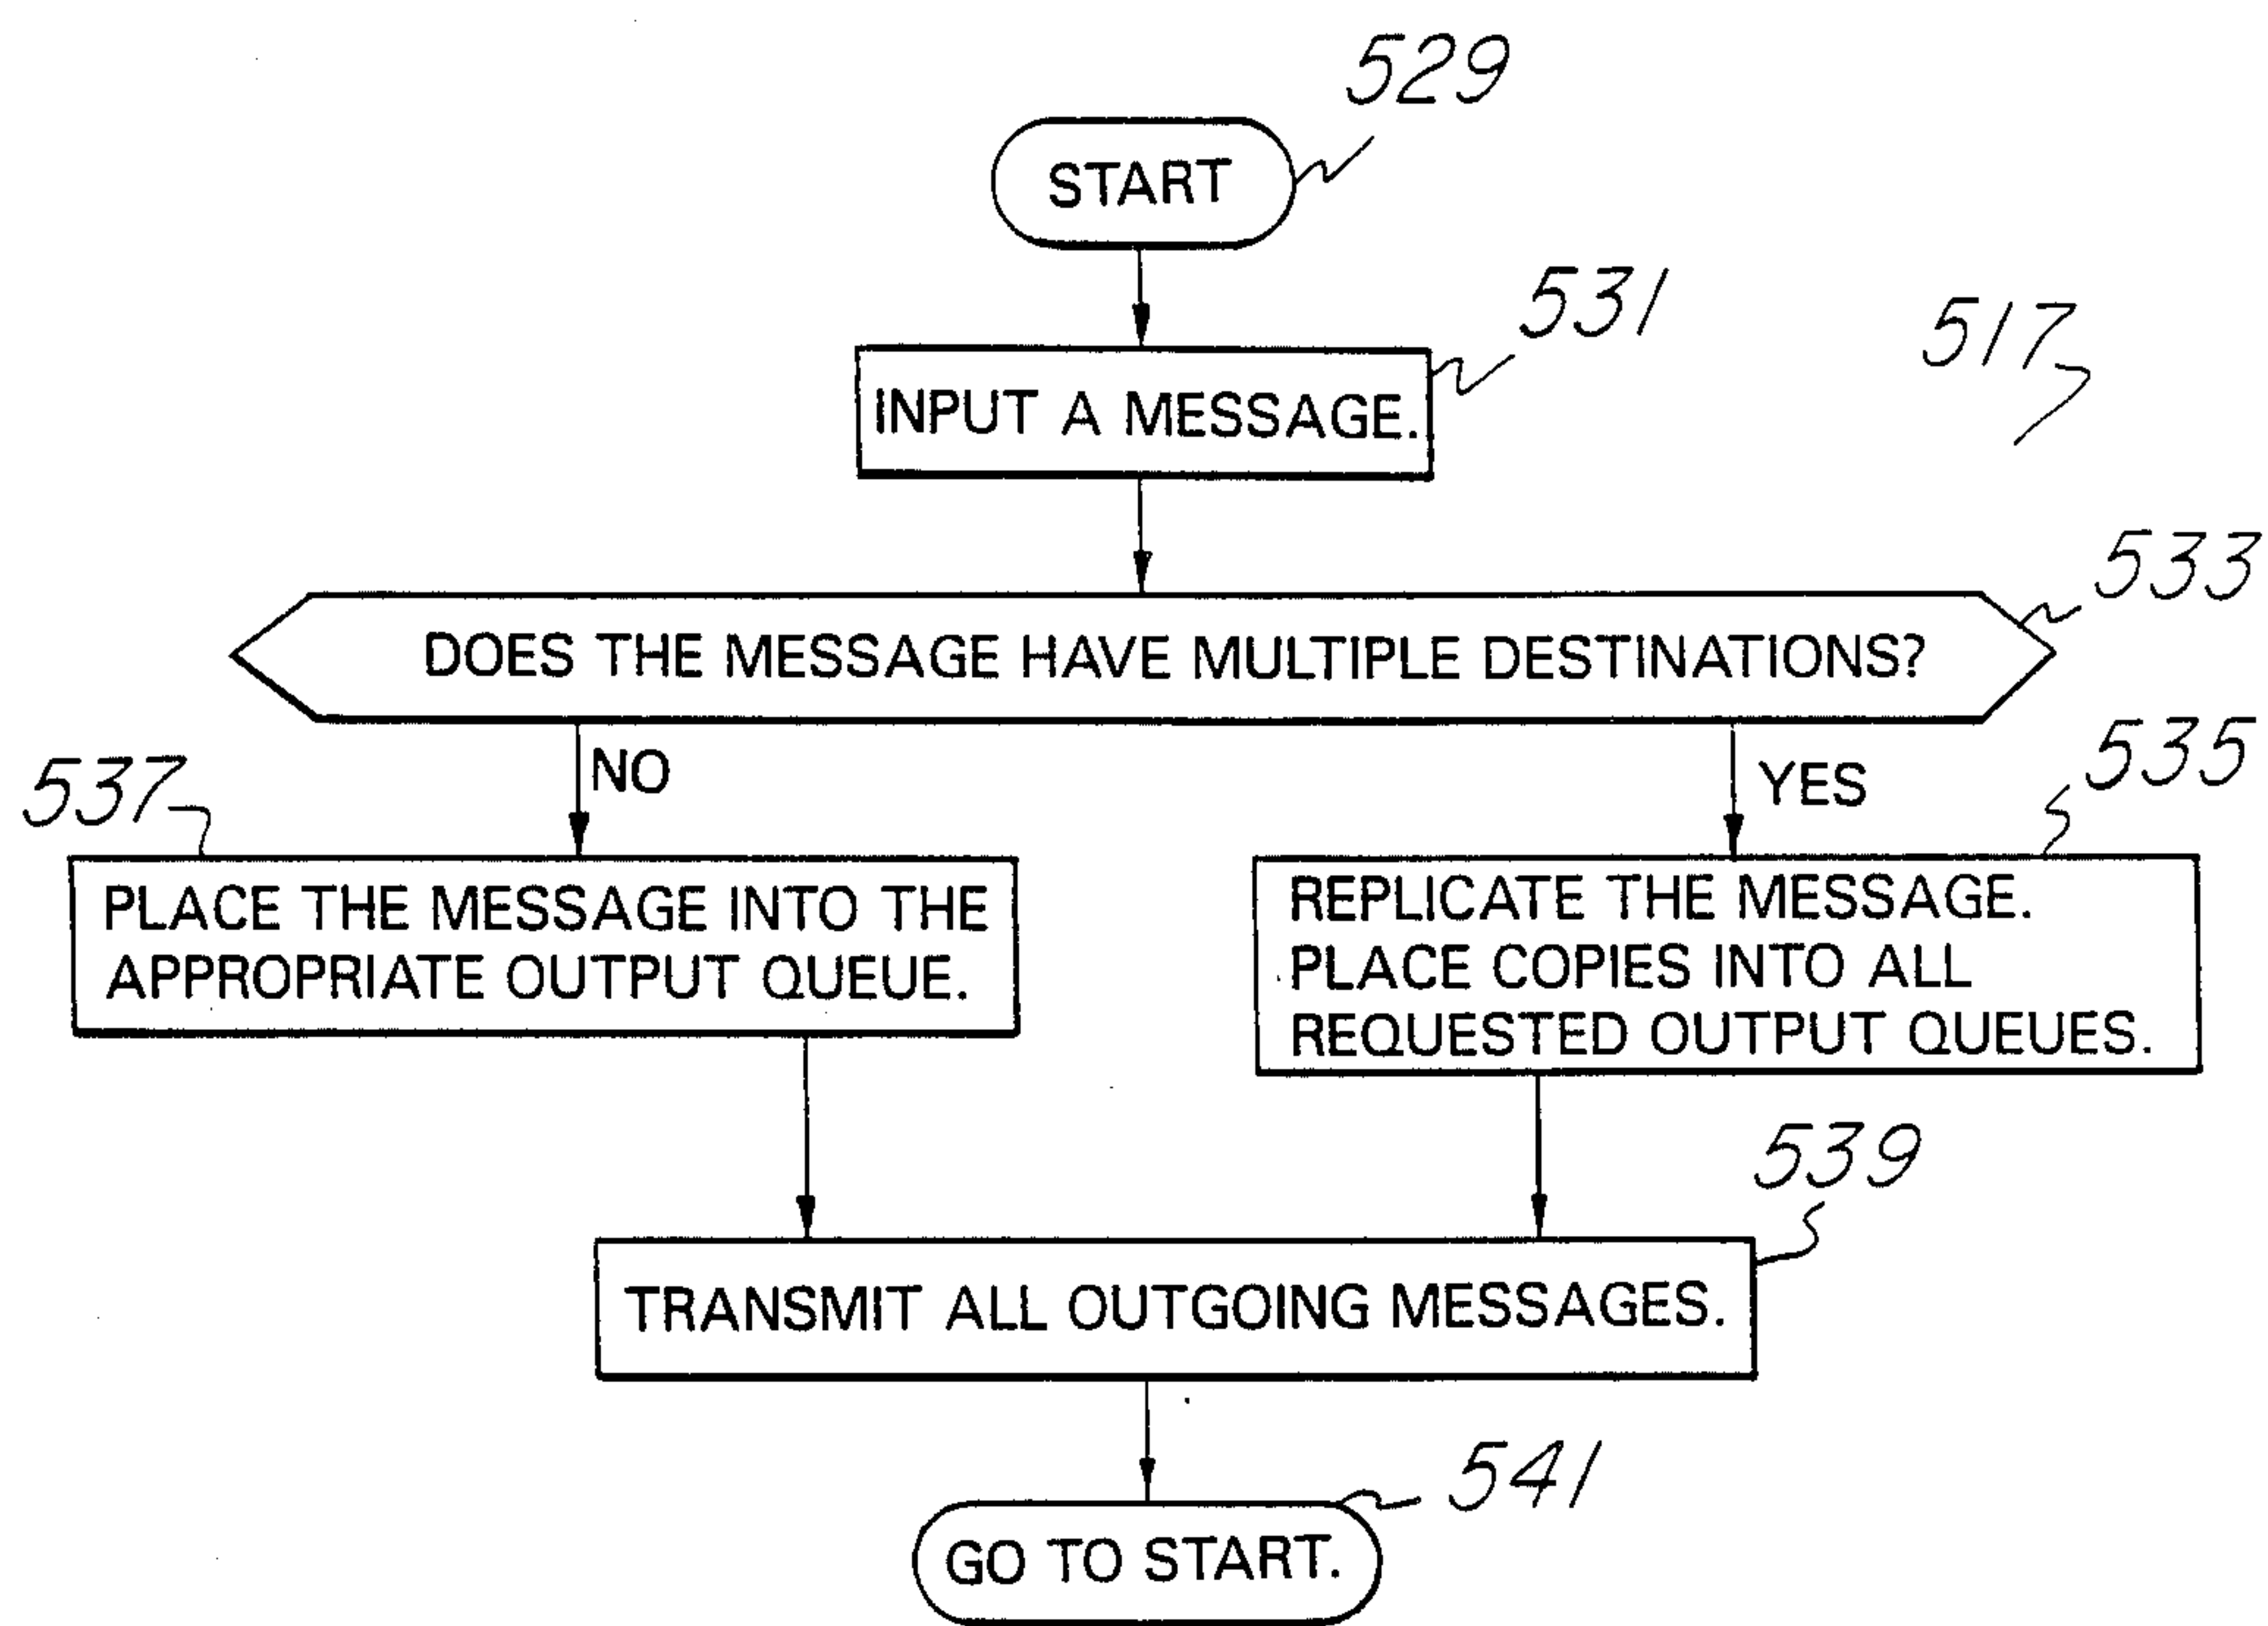 529
START
531
INPUT A MESSAGE.
517
533
DOES THE MESSAGE HAVE MULTIPLE DESTINATIONS?
537
NO
YES
535
PLACE THE MESSAGE INTO THE
APPROPRIATE OUTPUT QUEUE.
REPLICATE THE MESSAGE.
PLACE COPIES INTO ALL
REQUESTED OUTPUT QUEUES.
539
TRANSMIT ALL OUTGOING MESSAGES.
541
GO TO START.